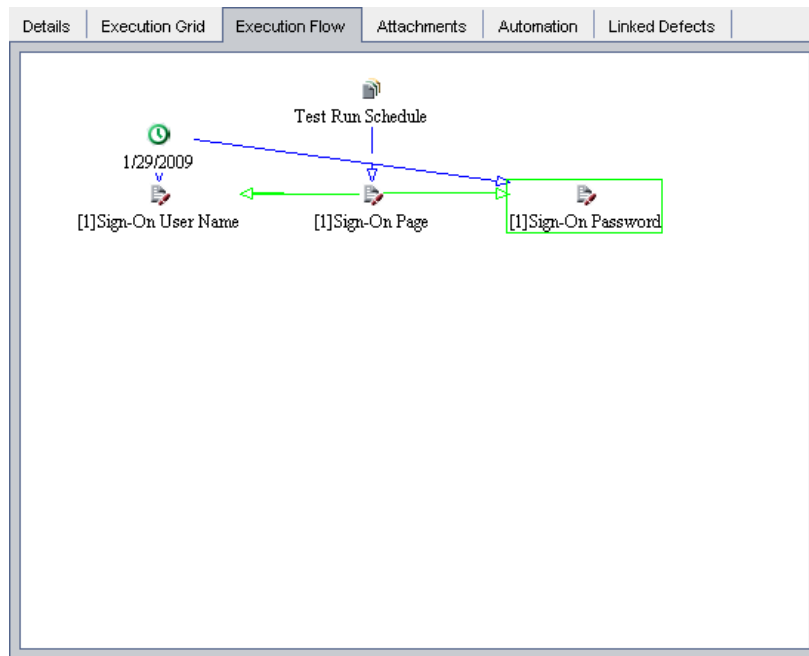 Details
Execution Grid
Execution Flow
Attachments
Automation
Linked Defects
Test Run Schedule
1/29/2009
[1]Sign-On User Name
[1]Sign-On Page
[1]Sign-On Password